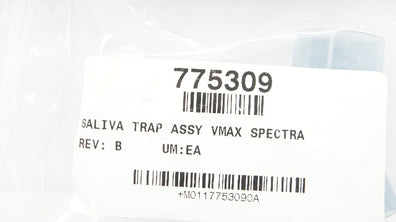 775309
SALIVA TRAP ASSY VMAX SPECTRA
REV: B UM:EA
+M0117753090A